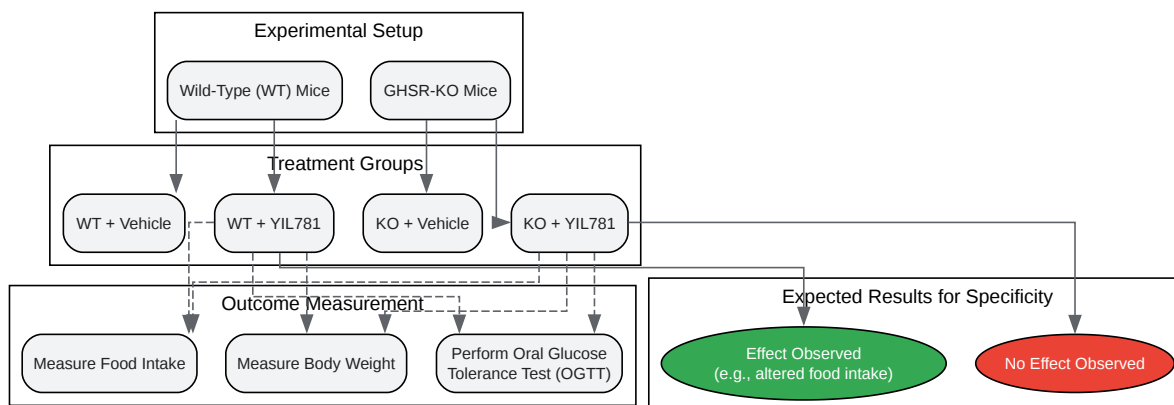 Experimental Setup
Wild-Type (WT) Mice
GHSR-KO Mice
Treatment Groups
WT + Vehicle
WT + YIL781
KO + Vehicle
KO + YIL781
Outcome Measurement
Measure Food Intake
Measure Body Weight
Perform Oral Glucose
Tolerance Test (OGTT)
Expected Results for Specificity
Effect Observed
(e.g., altered food intake)
No Effect Observed